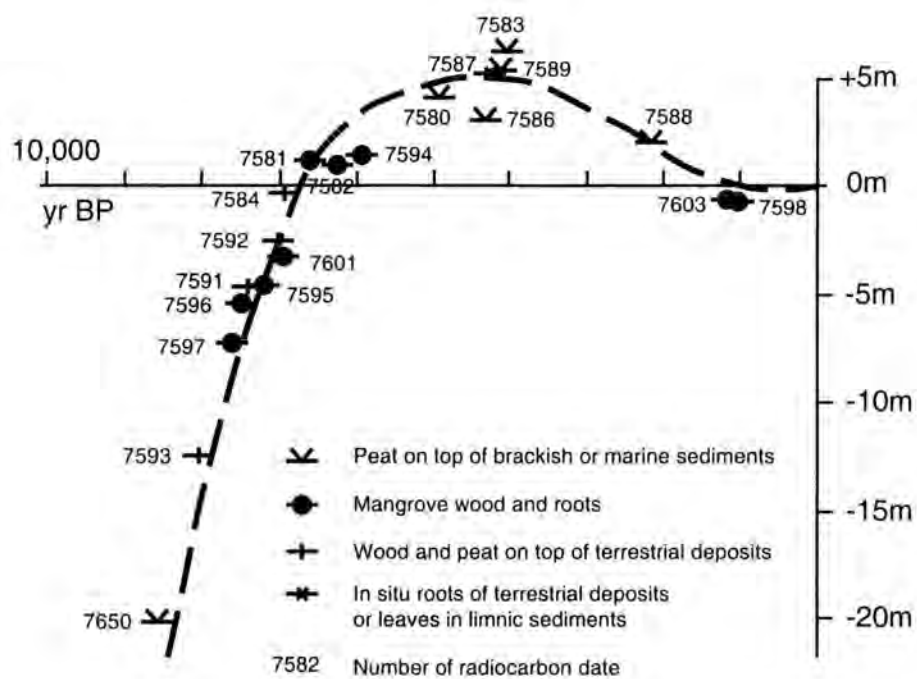 7583
7587
7589
+5m
7580
7586
7588
10,000
7581
7594
7582
0m
yr BP
7584
7603
7598
7592
7601
7591
7595
-5m
7596
7597
-10m
7593
Peat on top of brackish or marine sediments
Mangrove wood and roots
-15m
Wood and peat on top of terrestrial deposits
In situ roots of terrestrial deposits
or leaves in limnic sediments
7650
-20m
7582 Number of radiocarbon date